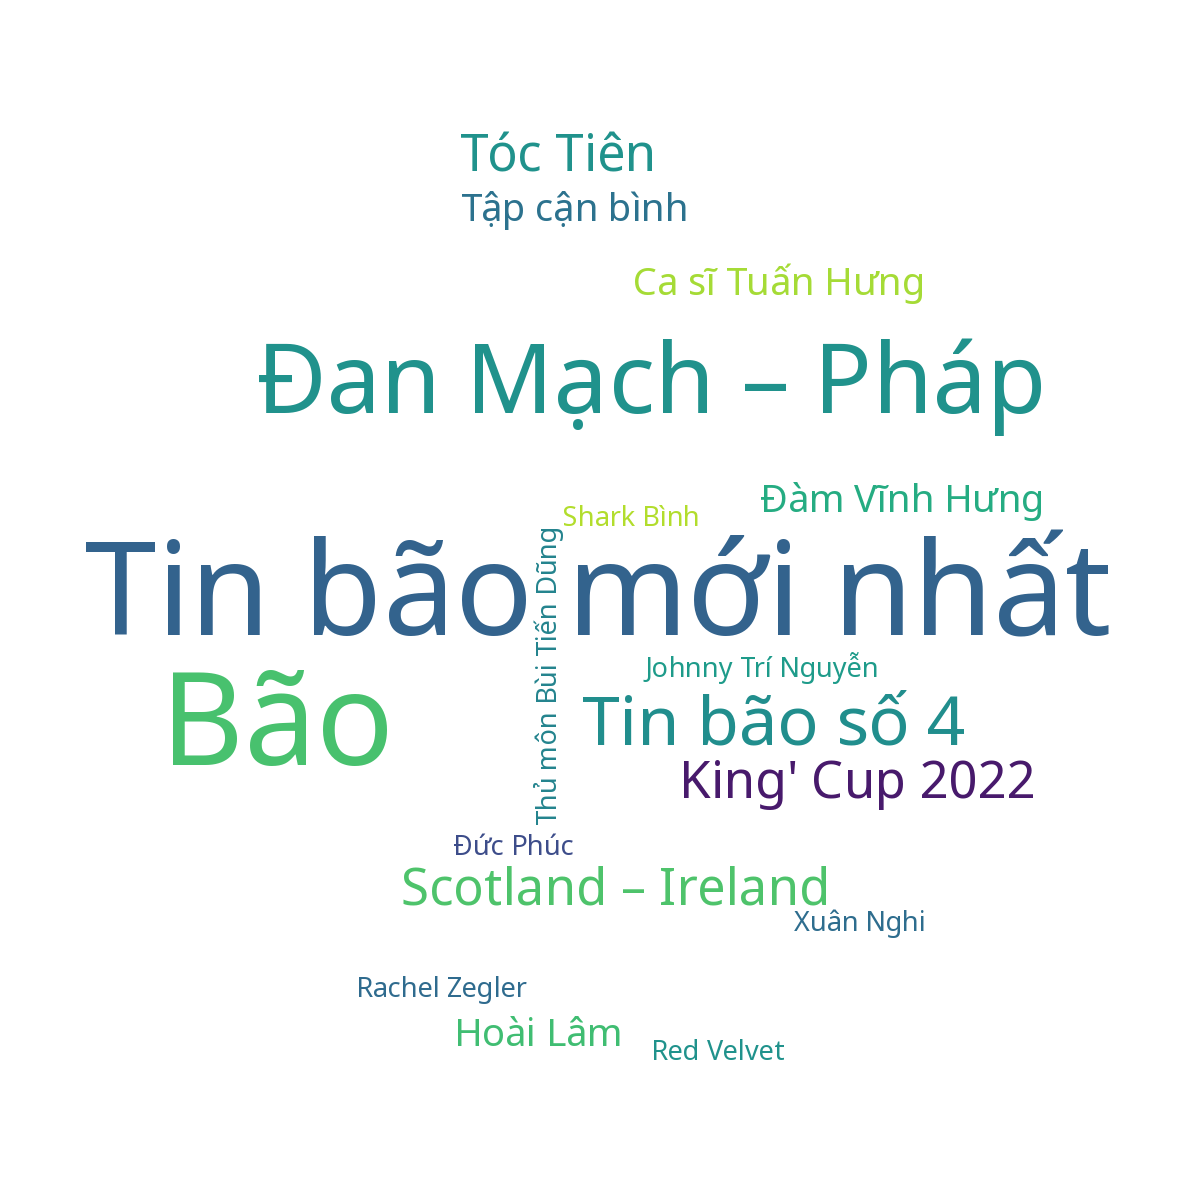 Tóc Tiên
Tập cận bình
Ca sĩ Tuấn Hưng
Đan Mạch – Pháp
Đàm Vĩnh Hưng
Shark Bình
Tin bão mới nhất
Thủ môn Bùi Tiến Dũng
Johnny Trí Nguyễn
Bão
Tin bão số 4
King' Cup 2022
Đức Phúc
Scotland – Ireland
Xuân Nghi
Rachel Zegler
Hoài Lâm
Red Velvet